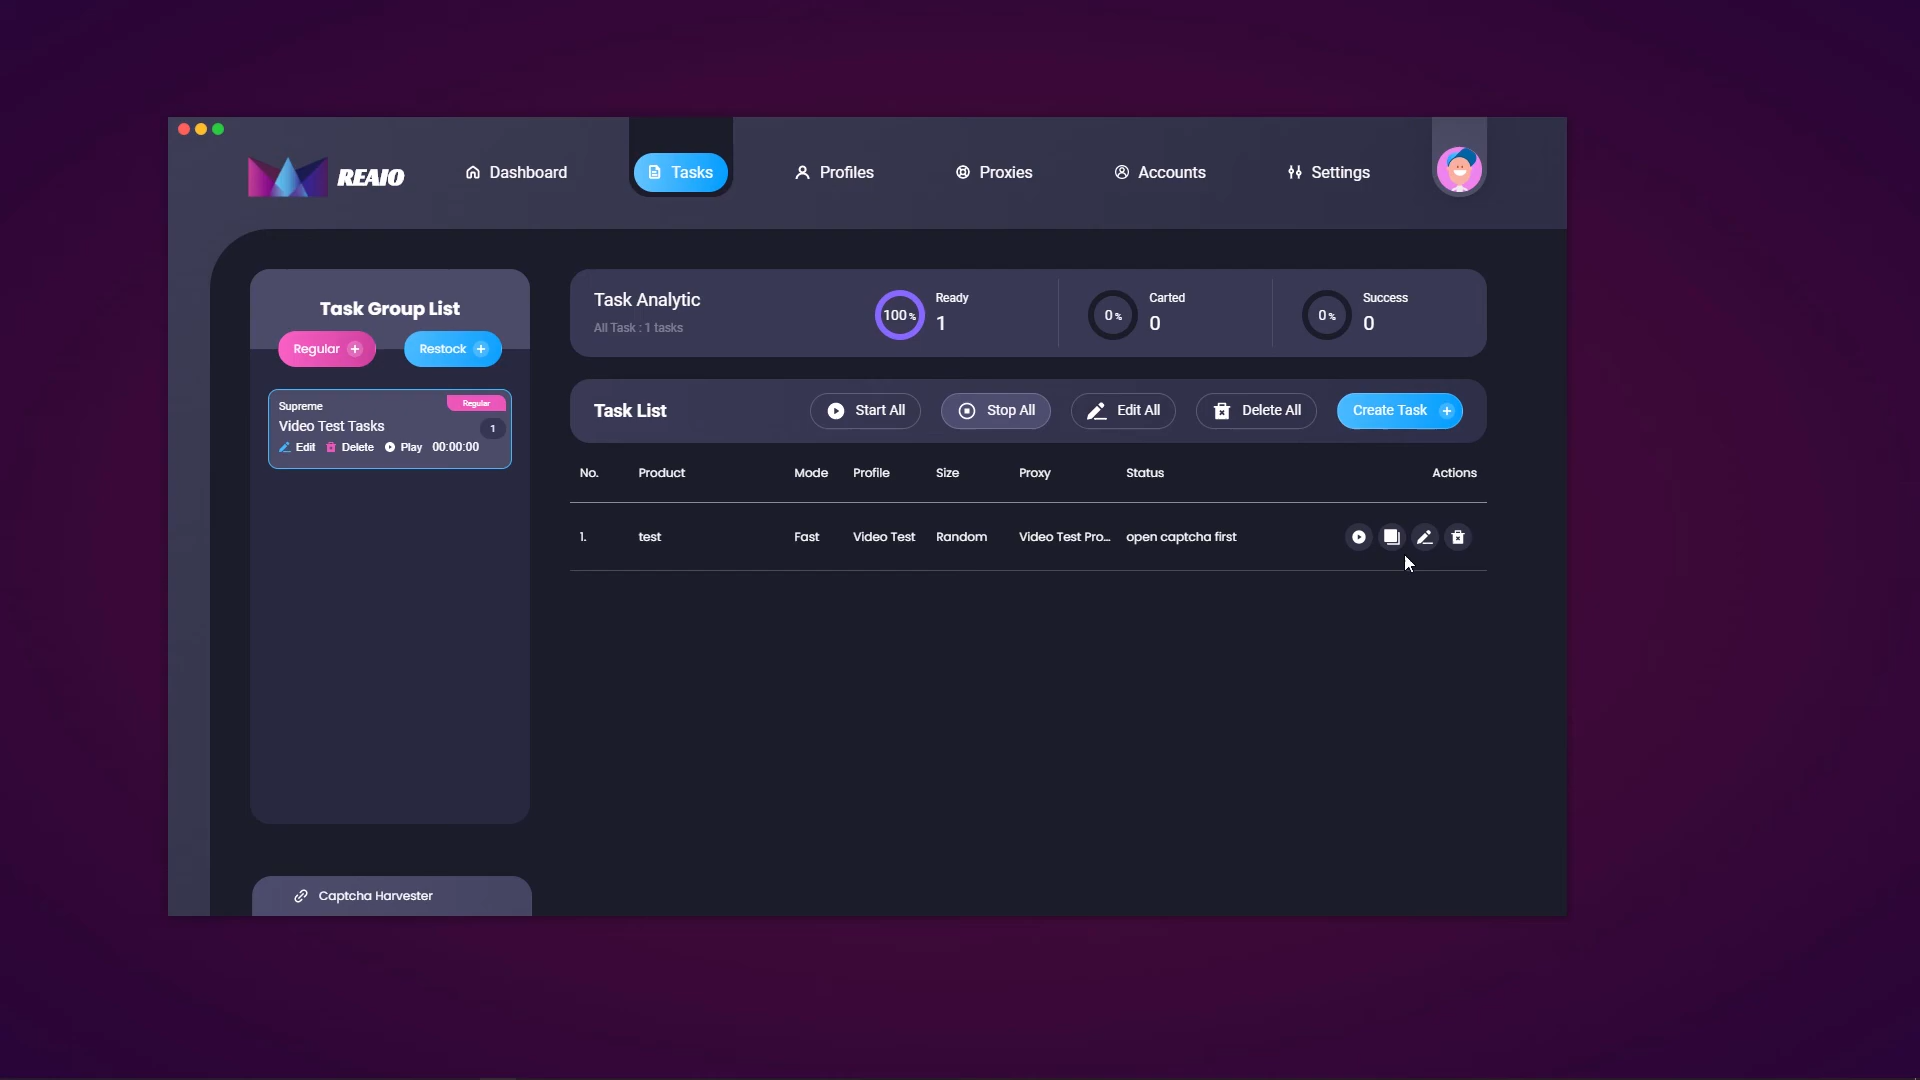 REAIO
Dashboard
Tasks
Profiles
Proxies
Accounts
Settings
Task Group List
Regular
Restock
Supreme
Regular
Video Test Tasks
1
Edit
Delete
Play
00:00:00
Captcha Harvester
Task Analytic
All Task : 1 tasks
100%
Ready
1
0%
Carted
0
0%
Success
0
Task List
Start All
Stop All
Edit All
Delete All
Create Task
No. Product Mode Profile Size Proxy Status Actions
1. test Fast Video Test Random Video Test Pro... open captcha first